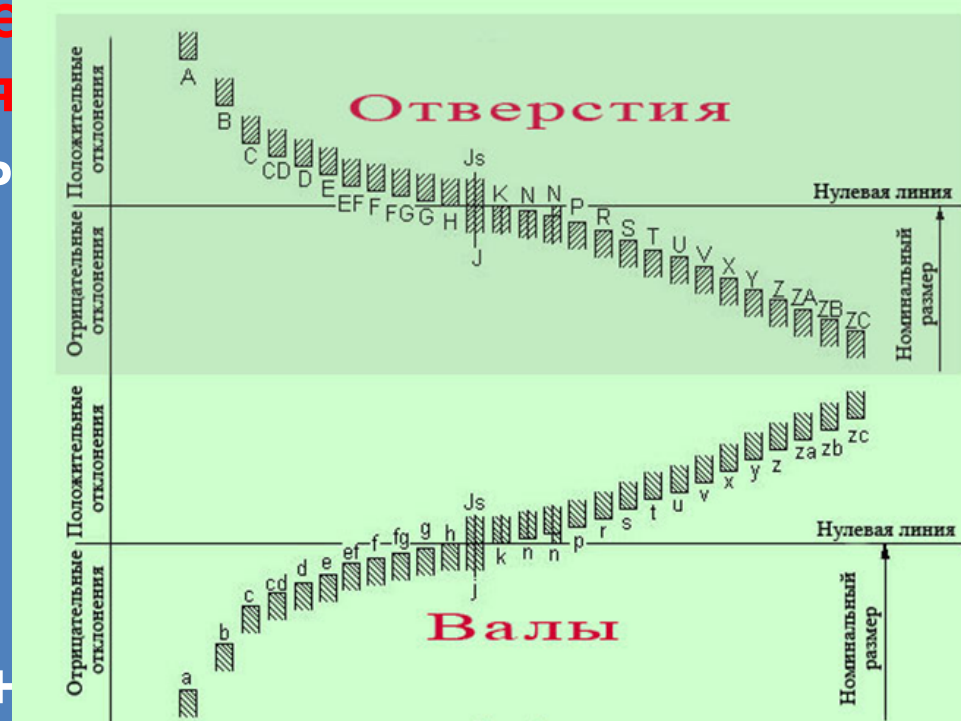 е
я
Положительные
отклонения
Отрицательные
отклонения
Отверстия
A
B
C
CD
D
E
EF
F
FG
G
H
Js
J
K
N
N
P
R
S
T
U
V
X
Y
Z
ZA
ZB
ZC
Нулевая линия
Номинальный
размер
Положительные
отклонения
Отрицательные
отклонения
Валы
a
b
c
cd
d
e
ef
f
fg
g
h
Js
j
k
n
n
p
r
s
t
u
v
x
y
z
za
zb
zc
Нулевая линия
Номинальный
размер